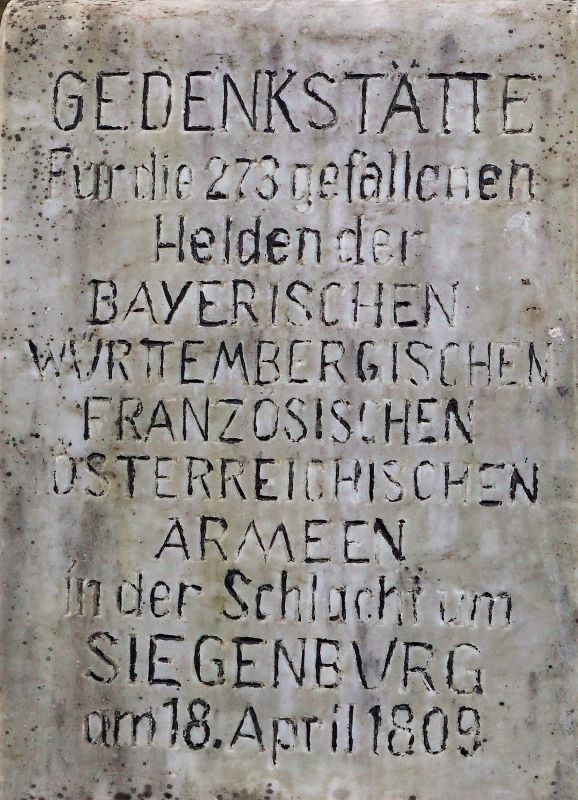 GEDENKSTÄTTE
Für die 273 gefallenen
Helden der
BAYERISCHEN
WÜRTTEMBERGISCHEN
FRANZÖSISCHEN
ÖSTERREICHISCHEN
ARMEEN
in der Schlacht um
SIEGENBVRG
am 18. April 1809